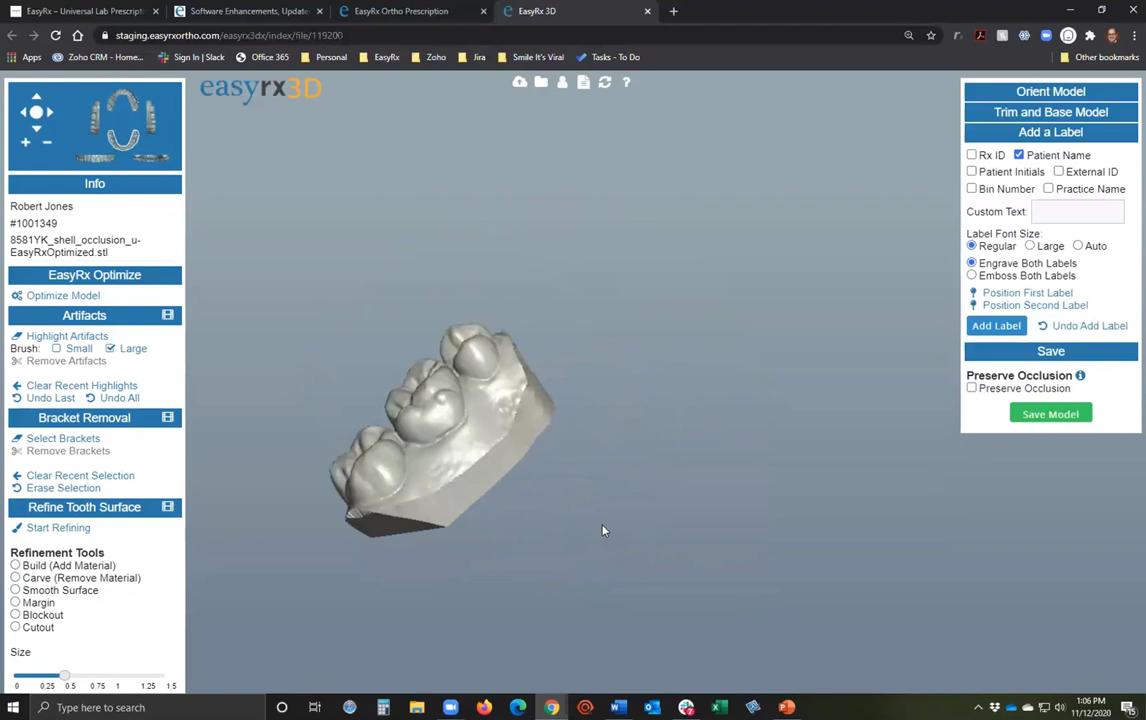 EasyRx – Universal Lab Prescripti
Software Enhancements, Update
EasyRx Ortho Prescription
EasyRx 3D
staging.easyrxortho.com/easyrx3dx/index/file/119200
Apps
Zoho CRM - Home...
Sign In | Slack
Office 365
Personal
EasyRx
Zoho
Jira
Smile It's Viral
Tasks - To Do
Other bookmarks
easyrx3D
Info
Robert Jones
#1001349
8581YK_shell_occlusion_u-
EasyRxOptimized.stl
EasyRx Optimize
Optimize Model
Artifacts
Highlight Artifacts
Brush: Small Large
Remove Artifacts
Clear Recent Highlights
Undo Last Undo All
Bracket Removal
Select Brackets
Remove Brackets
Clear Recent Selection
Erase Selection
Refine Tooth Surface
Start Refining
Refinement Tools
Build (Add Material)
Carve (Remove Material)
Smooth Surface
Margin
Blockout
Cutout
Size
0 0.25 0.5 0.75 1 1.25 1.5
Orient Model
Trim and Base Model
Add a Label
Rx ID Patient Name
Patient Initials External ID
Bin Number Practice Name
Custom Text:
Label Font Size:
Regular Large Auto
Engrave Both Labels
Emboss Both Labels
Position First Label
Position Second Label
Add Label Undo Add Label
Save
Preserve Occlusion
Preserve Occlusion
Save Model
Type here to search
1:06 PM
11/12/2020